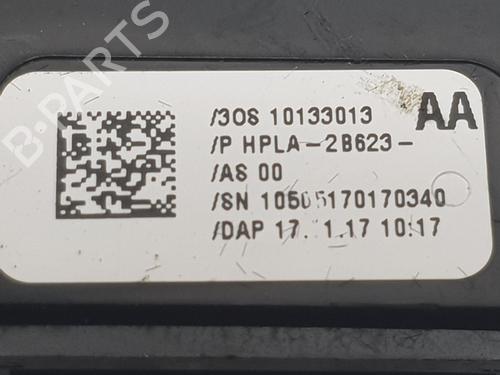 B-PARTS
/3OS 10133013 AA
/P HPLA-2B623-
/AS 00
/SN 10505170170340
/DAP 17. 1.17 10:17